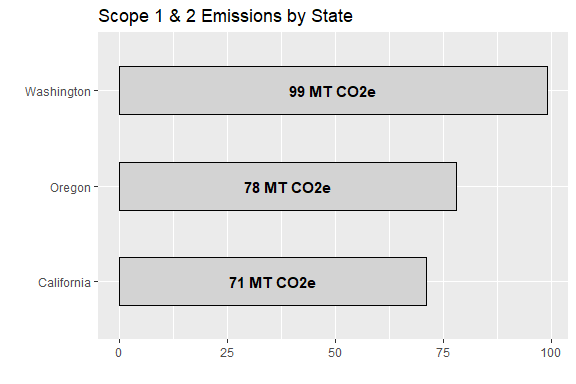 Scope 1 & 2 Emissions by State
Washington
99 MT CO2e
Oregon
78 MT CO2e
California
71 MT CO2e
0 25 50 75 100